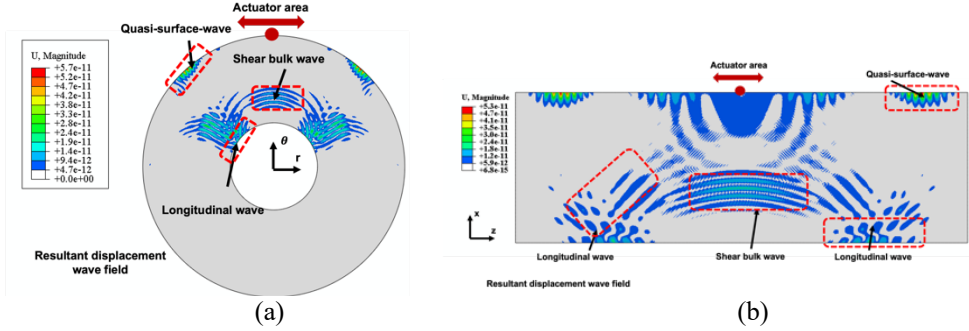 Actuator area
Quasi-surface-wave
Shear bulk wave
U, Magnitude
+5.7e-11
+5.2e-11
+4.7e-11
+4.2e-11
+3.8e-11
+3.3e-11
+2.8e-11
+2.4e-11
+1.9e-11
+1.4e-11
+9.4e-12
+4.7e-12
+0.0e+00
θ
r
Longitudinal wave
Resultant displacement
wave field
(a)
Actuator area
Quasi-surface-wave
U, Magnitude
+5.3e-11
+4.7e-11
+4.1e-11
+3.5e-11
+3.0e-11
+2.4e-11
+1.8e-11
+1.2e-11
+5.9e-12
+6.8e-15
x
z
Longitudinal wave
Shear bulk wave
Longitudinal wave
Resultant displacement wave field
(b)